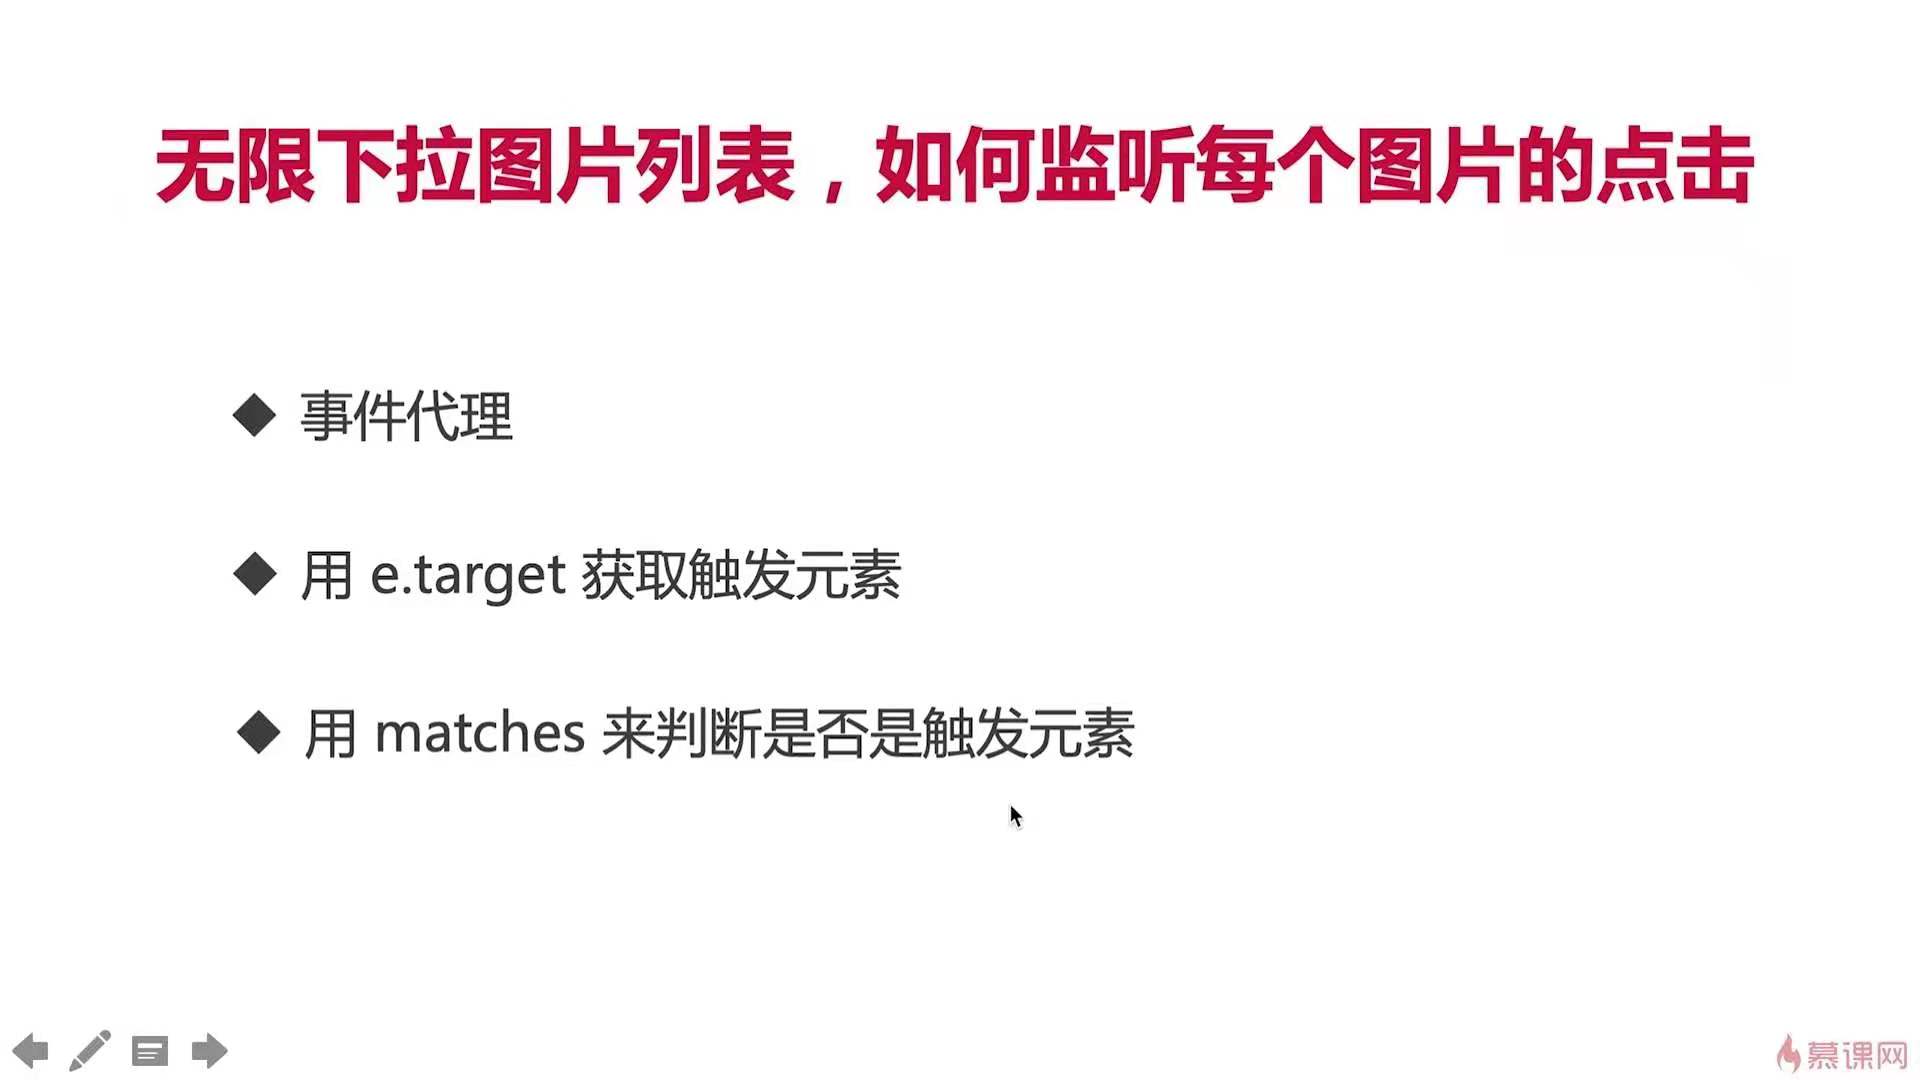 无限下拉图片列表，如何监听每个图片的点击
事件代理
用 e.target 获取触发元素
用 matches 来判断是否是触发元素
慕课网